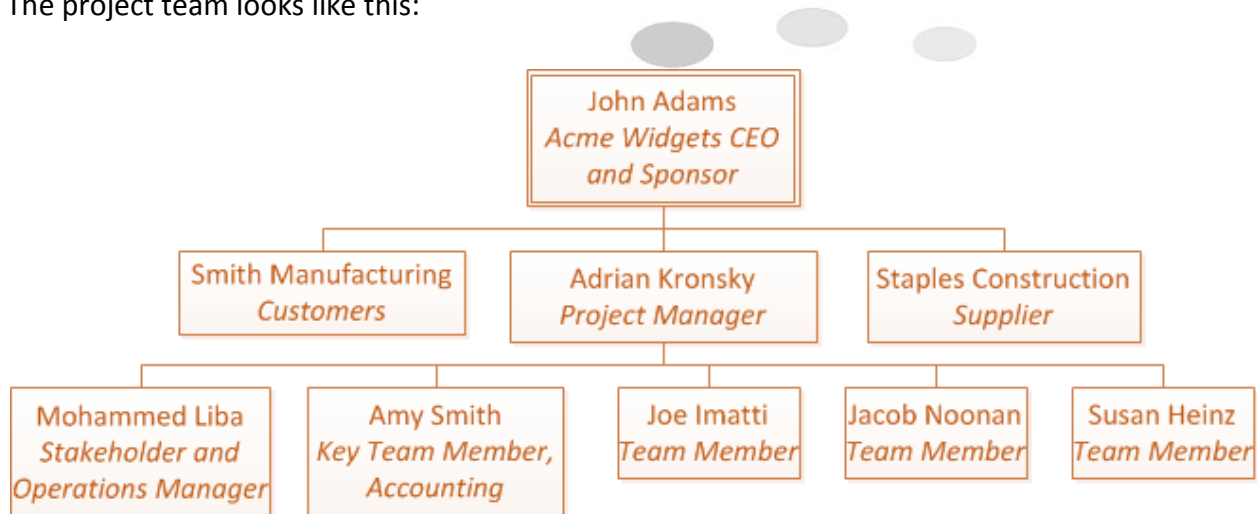 The project team looks like this:
John Adams
Acme Widgets CEO
and Sponsor
Smith Manufacturing
Customers
Adrian Kronsky
Project Manager
Staples Construction
Supplier
Mohammed Liba
Stakeholder and
Operations Manager
Amy Smith
Key Team Member,
Accounting
Joe Imatti
Team Member
Jacob Noonan
Team Member
Susan Heinz
Team Member